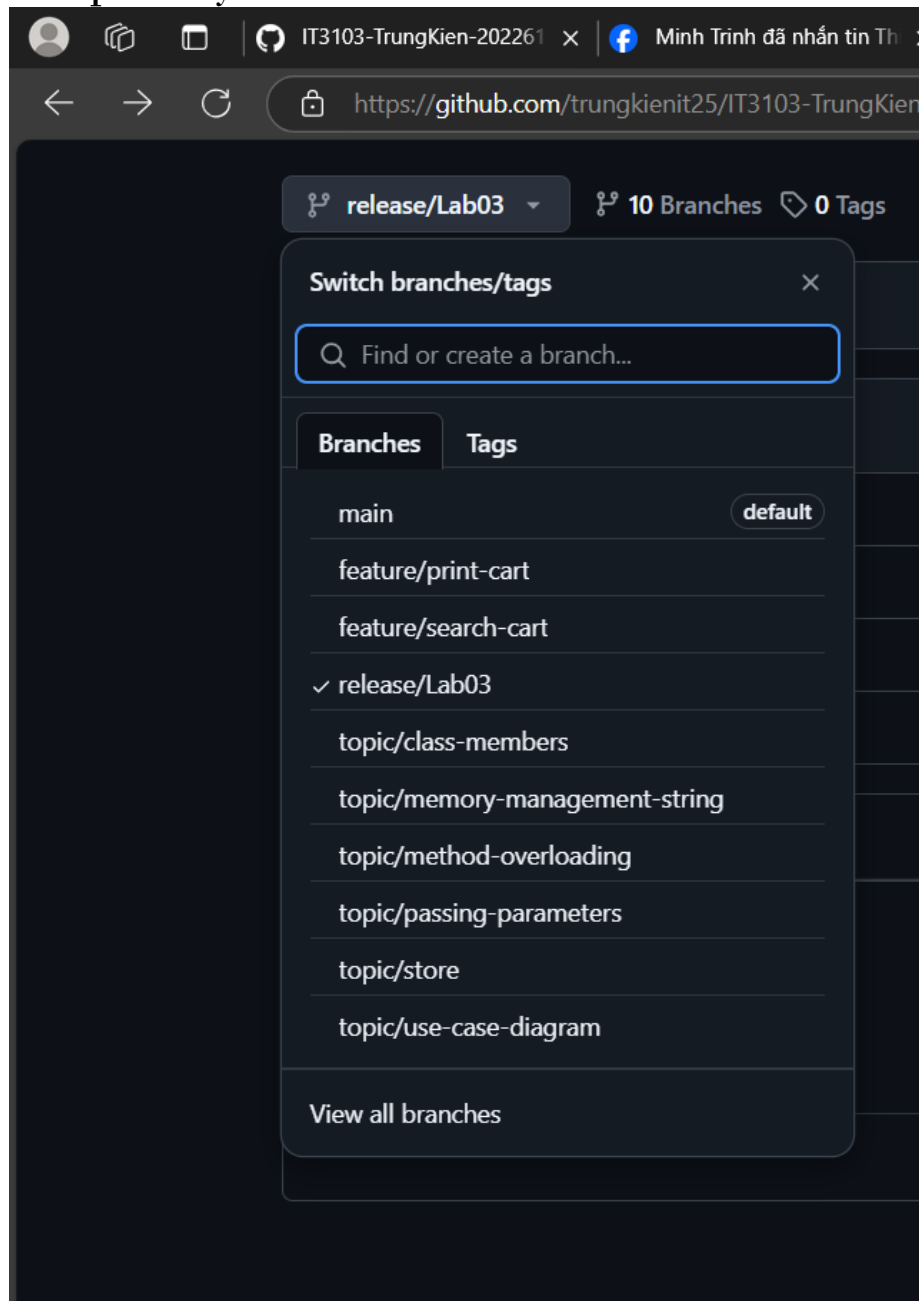 IT3103-TrungKien-202261
Minh Trinh đã nhắn tin Th
https://github.com/trungkienit25/IT3103-TrungKien
release/Lab03 10 Branches 0 Tags
Switch branches/tags
Find or create a branch...
Branches Tags
main default
feature/print-cart
feature/search-cart
release/Lab03
topic/class-members
topic/memory-management-string
topic/method-overloading
topic/passing-parameters
topic/store
topic/use-case-diagram
View all branches